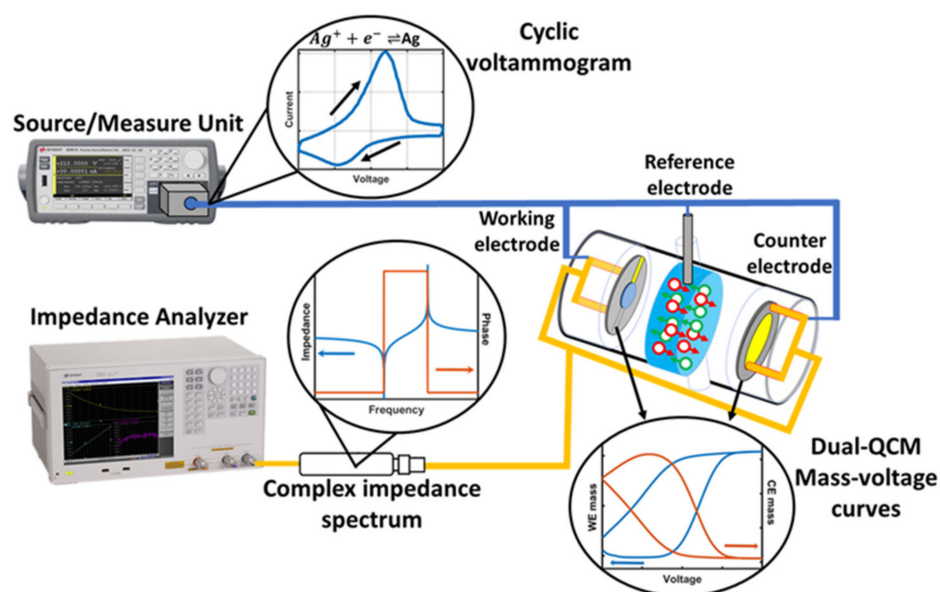 Ag⁺ + e⁻ ⇌Ag
Cyclic
voltammogram
Current
Voltage
Source/Measure Unit
Reference
electrode
Working
electrode
Counter
electrode
Impedance Analyzer
Impedance
Phase
Frequency
Complex impedance
spectrum
Dual-QCM
Mass-voltage
curves
WE mass
CE mass
Voltage